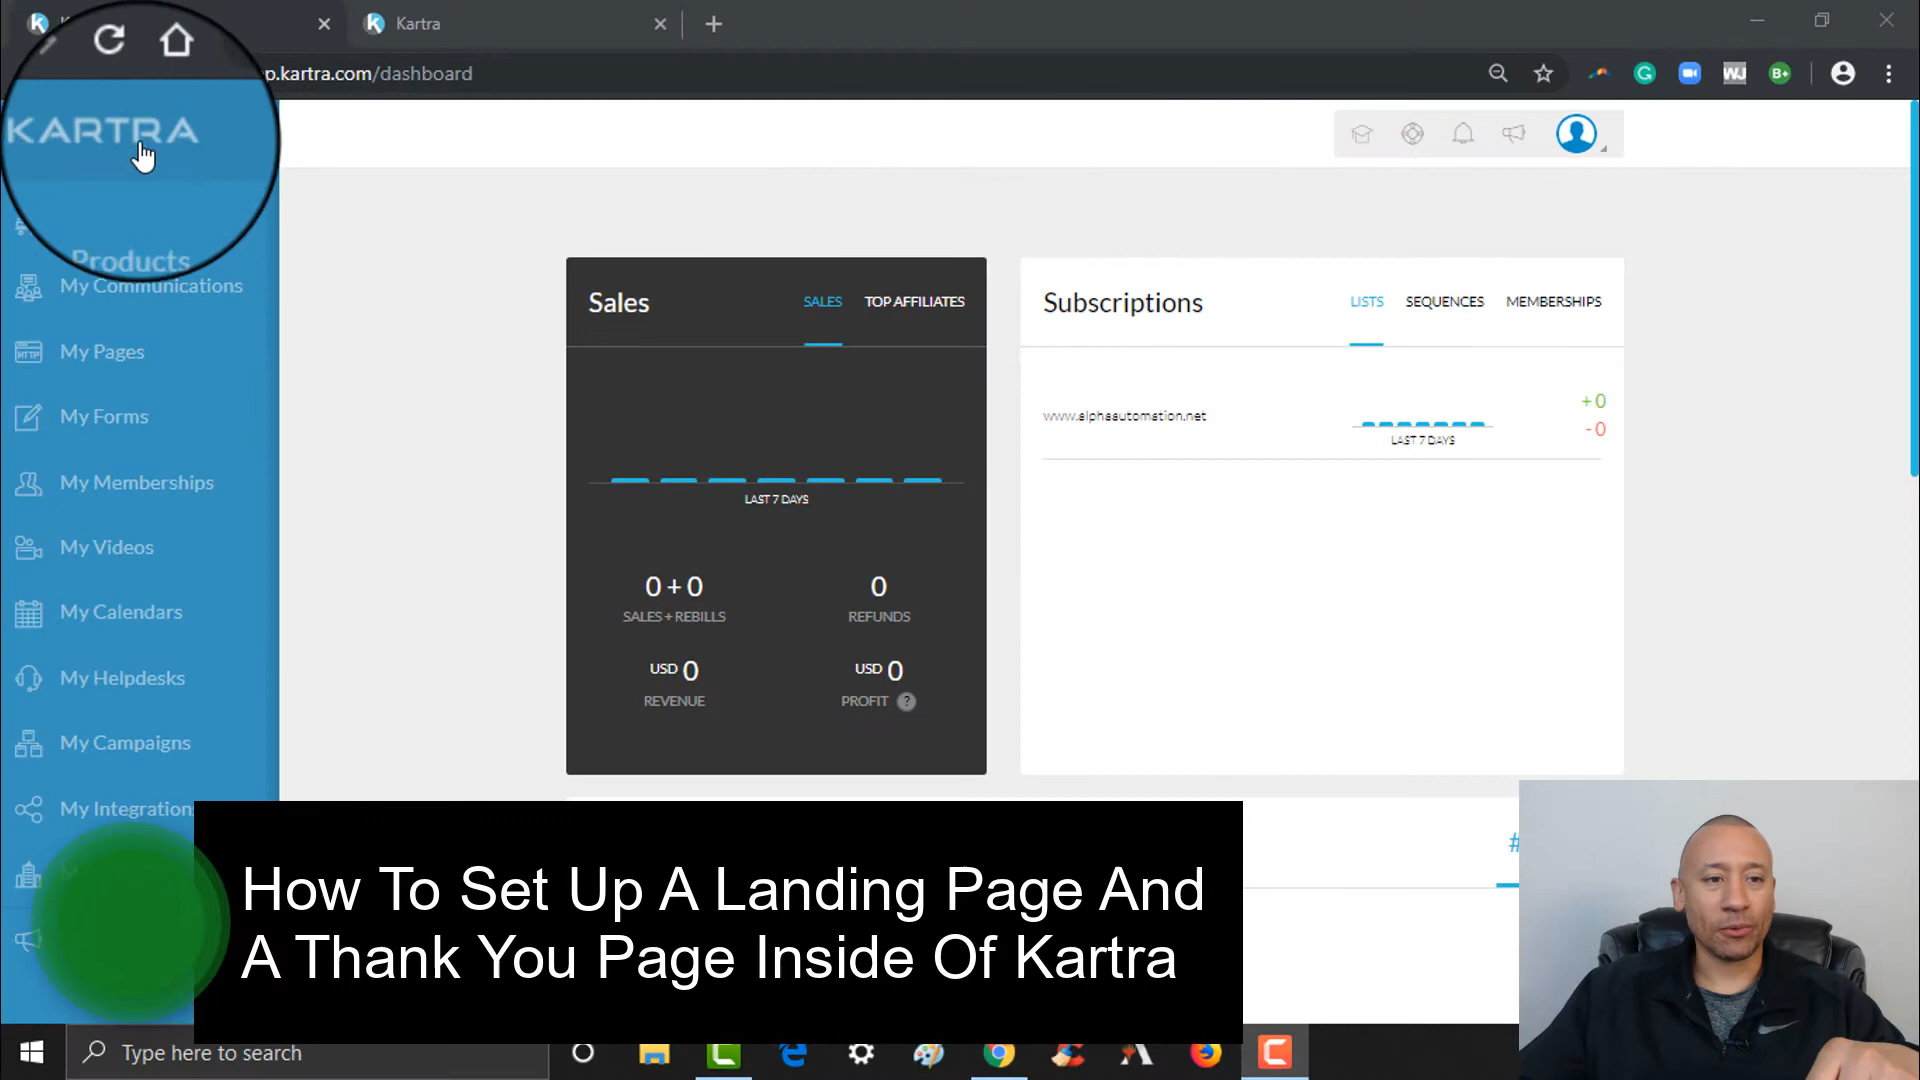 Kartra
p.kartra.com/dashboard
KARTRA
Products
My Communications
My Pages
My Forms
My Memberships
My Videos
My Calendars
My Helpdesks
My Campaigns
My Integrations
Sales
SALES
TOP AFFILIATES
LAST 7 DAYS
0 + 0
SALES + REBILLS
0
REFUNDS
USD 0
REVENUE
USD 0
PROFIT ?
Subscriptions
LISTS
SEQUENCES
MEMBERSHIPS
www.alphaautomation.net
LAST 7 DAYS
+ 0
- 0
#
How To Set Up A Landing Page And
A Thank You Page Inside Of Kartra
Type here to search